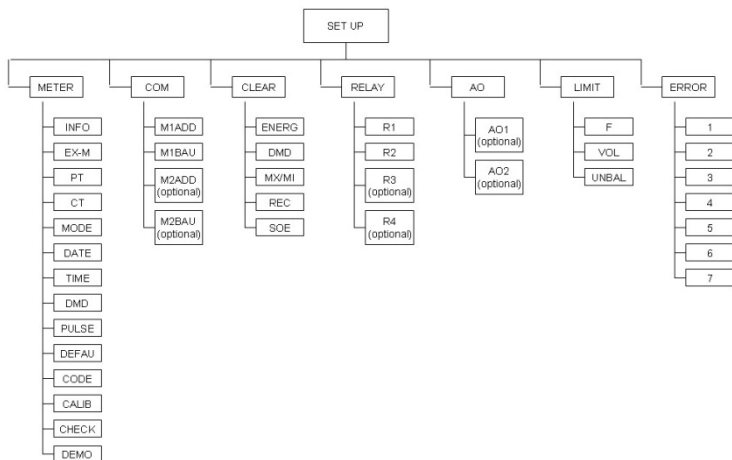 SET UP
METER
INFO
EX-M
PT
CT
MODE
DATE
TIME
DMD
PULSE
DEFAU
CODE
CALIB
CHECK
DEMO
COM
M1ADD
M1BAU
M2ADD
(optional)
M2BAU
(optional)
CLEAR
ENERG
DMD
MX/MI
REC
SOE
RELAY
R1
R2
R3
(optional)
R4
(optional)
AO
AO1
(optional)
AO2
(optional)
LIMIT
F
VOL
UNBAL
ERROR
1
2
3
4
5
6
7